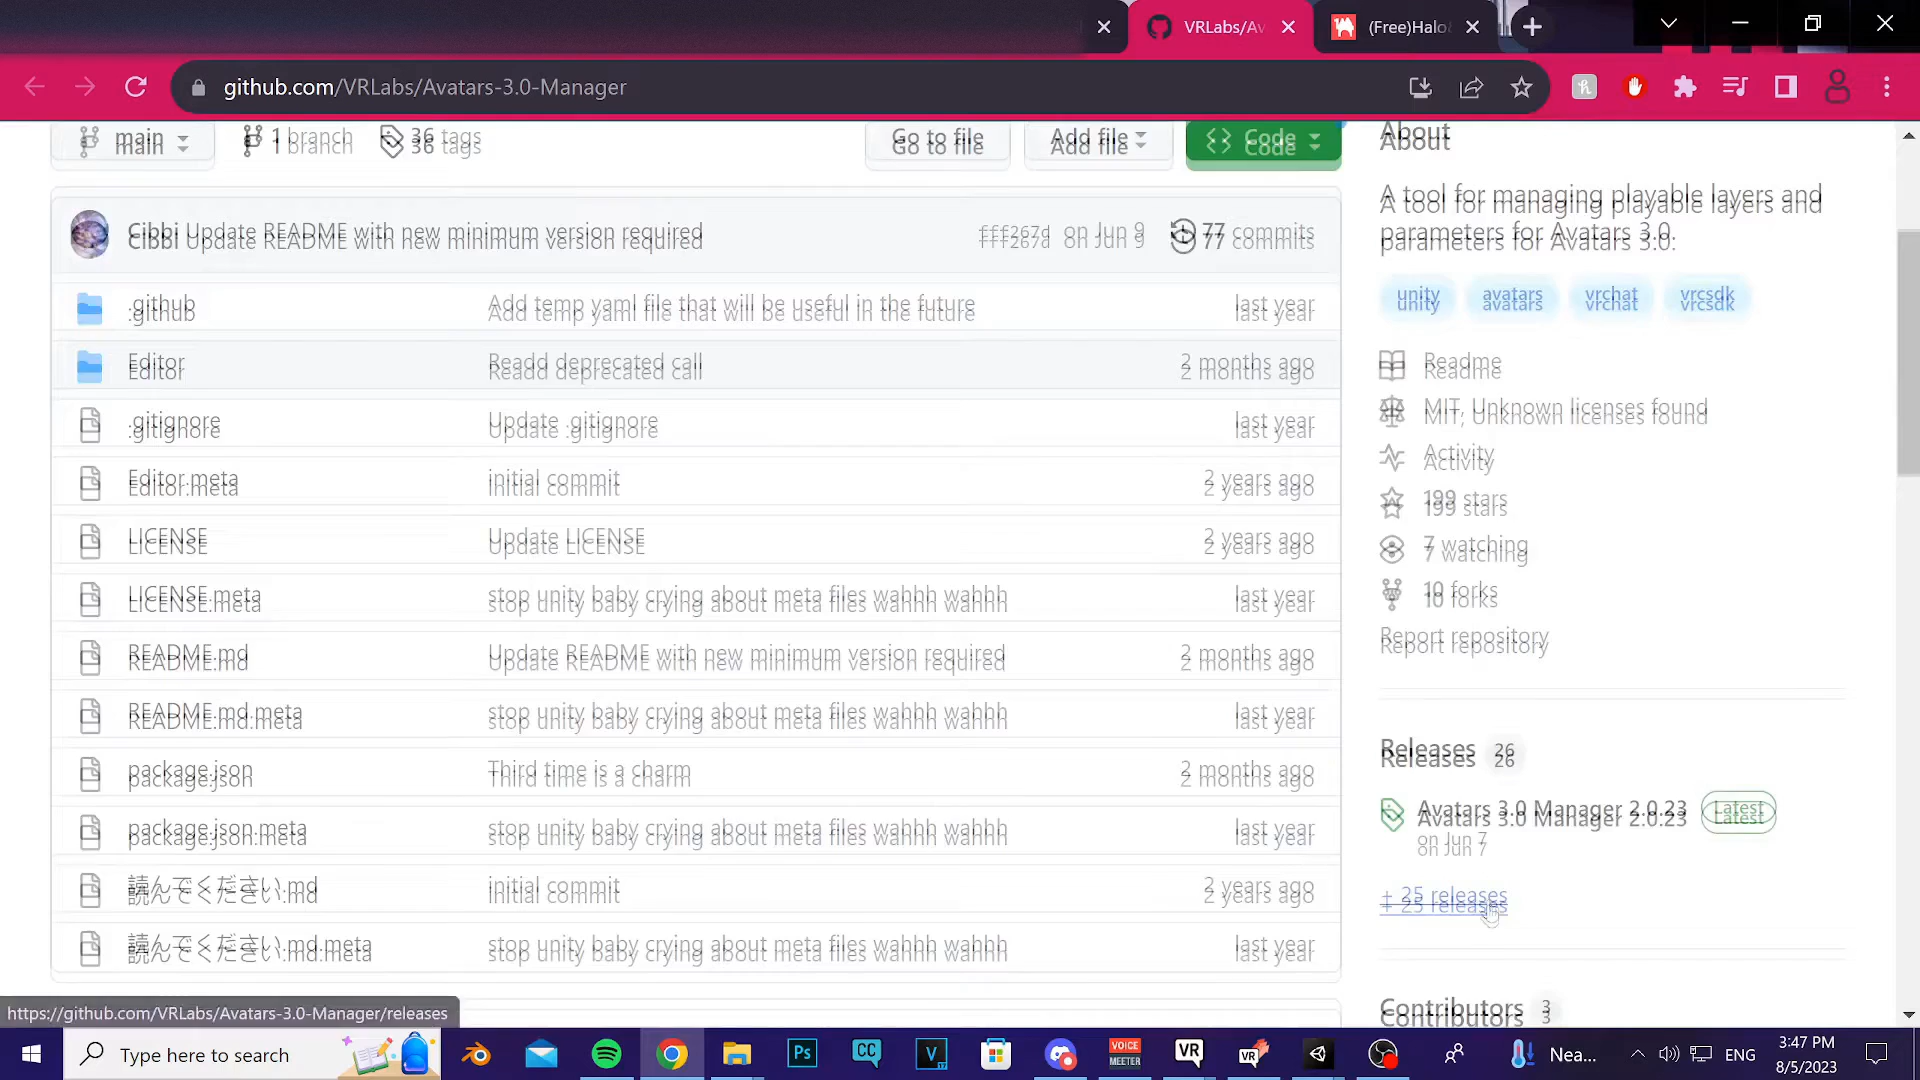 VRLabs/Av
(Free)Halo
github.com/VRLabs/Avatars-3.0-Manager
main
1 branch
36 tags
Go to file
Add file
Code
Cibbi Update README with new minimum version required
fff267d on Jun 9
77 commits
.github
Add temp yaml file that will be useful in the future
last year
Editor
Readd deprecated call
2 months ago
.gitignore
Update .gitignore
last year
Editor.meta
initial commit
2 years ago
LICENSE
Update LICENSE
2 years ago
LICENSE.meta
stop unity baby crying about meta files wahhh wahhh
last year
README.md
Update README with new minimum version required
2 months ago
README.md.meta
stop unity baby crying about meta files wahhh wahhh
last year
package.json
Third time is a charm
2 months ago
package.json.meta
stop unity baby crying about meta files wahhh wahhh
last year
読んでください.md
initial commit
2 years ago
読んでください.md.meta
stop unity baby crying about meta files wahhh wahhh
last year
About
A tool for managing playable layers and
parameters for Avatars 3.0.
unity
avatars
vrchat
vrcsdk
Readme
MIT, Unknown licenses found
Activity
199 stars
7 watching
10 forks
Report repository
Releases 26
Avatars 3.0 Manager 2.0.23
Latest
on Jun 7
+ 25 releases
Contributors 3
https://github.com/VRLabs/Avatars-3.0-Manager/releases
Type here to search
Ps
CC
V
VOICE
MEETER
VR
VR
Nea...
ENG
3:47 PM
8/5/2023